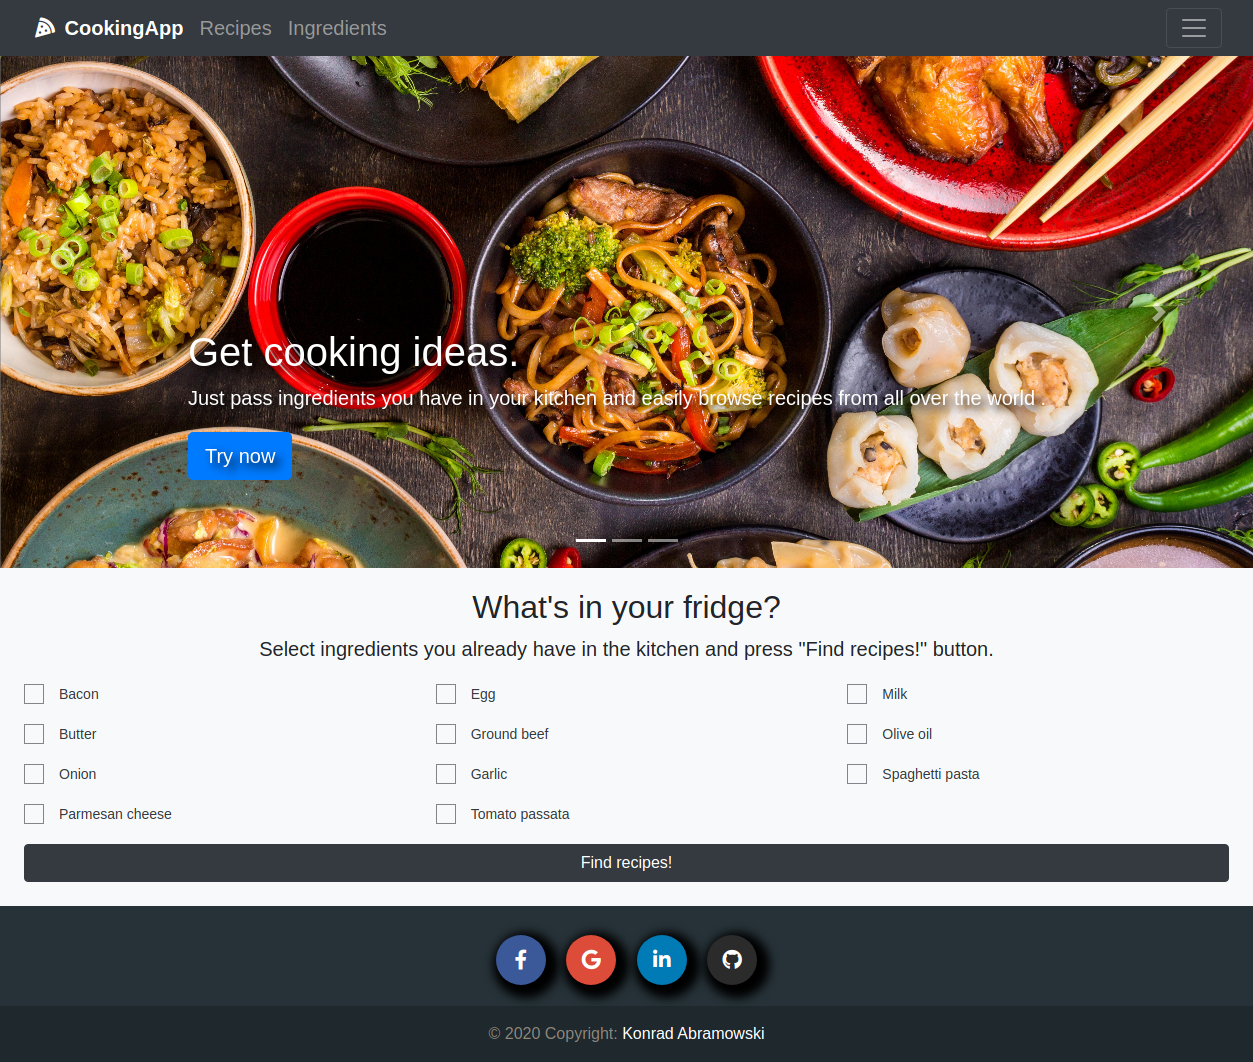 CookingApp Recipes Ingredients
Get cooking ideas.
Just pass ingredients you have in your kitchen and easily browse recipes from all over the world .
Try now
What's in your fridge?
Select ingredients you already have in the kitchen and press "Find recipes!" button.
Bacon Egg Milk
Butter Ground beef Olive oil
Onion Garlic Spaghetti pasta
Parmesan cheese Tomato passata
Find recipes!
© 2020 Copyright: Konrad Abramowski